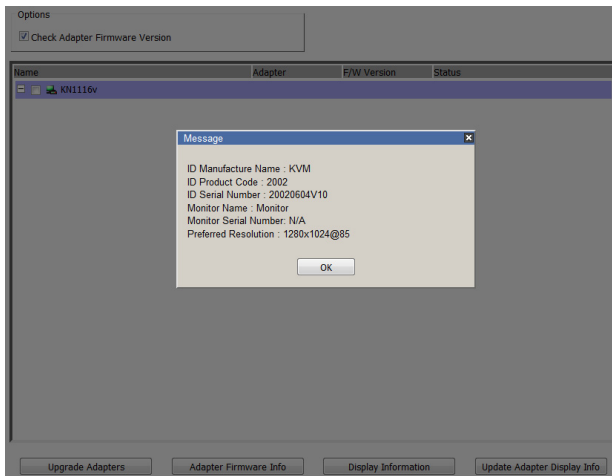 Options
Check Adapter Firmware Version
Name Adapter F/W Version Status
KN1116v
Message
ID Manufacture Name : KVM
ID Product Code : 2002
ID Serial Number : 20020604V10
Monitor Name : Monitor
Monitor Serial Number: N/A
Preferred Resolution : 1280x1024@85
OK
Upgrade Adapters Adapter Firmware Info Display Information Update Adapter Display Info